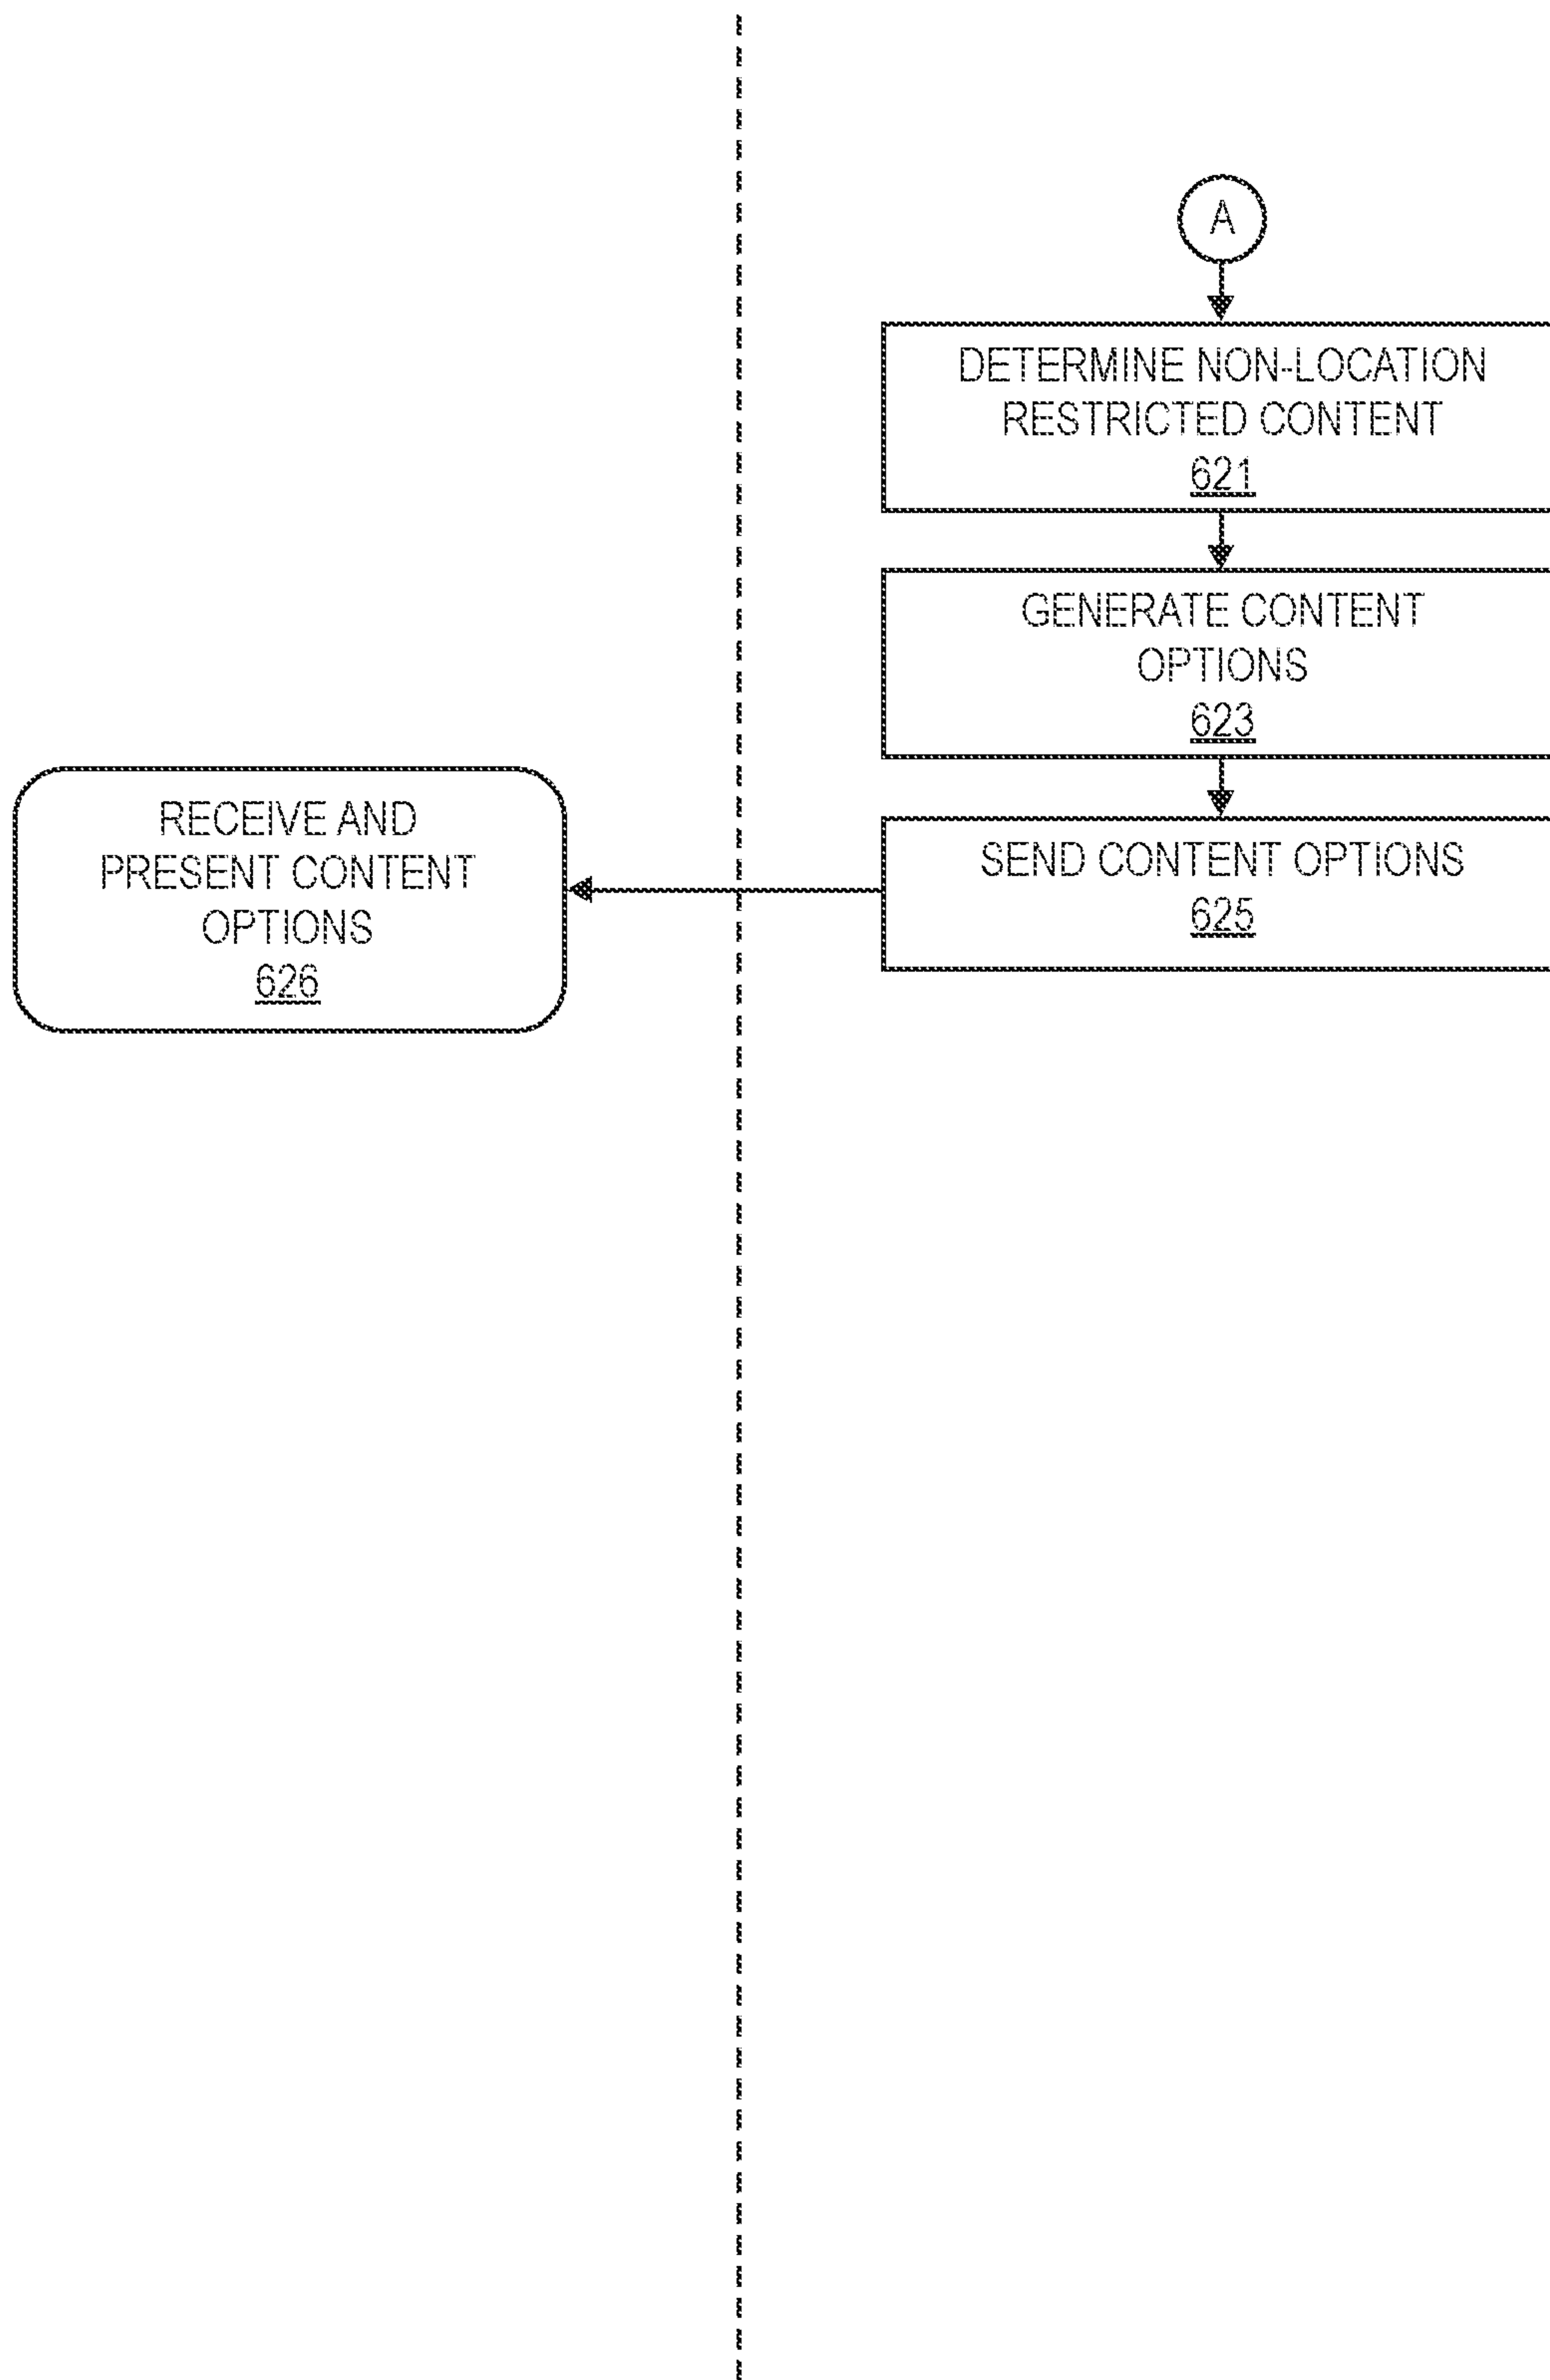 A
DETERMINE NON-LOCATION
RESTRICTED CONTENT
621
GENERATE CONTENT
OPTIONS
623
SEND CONTENT OPTIONS
625
RECEIVE AND
PRESENT CONTENT
OPTIONS
626